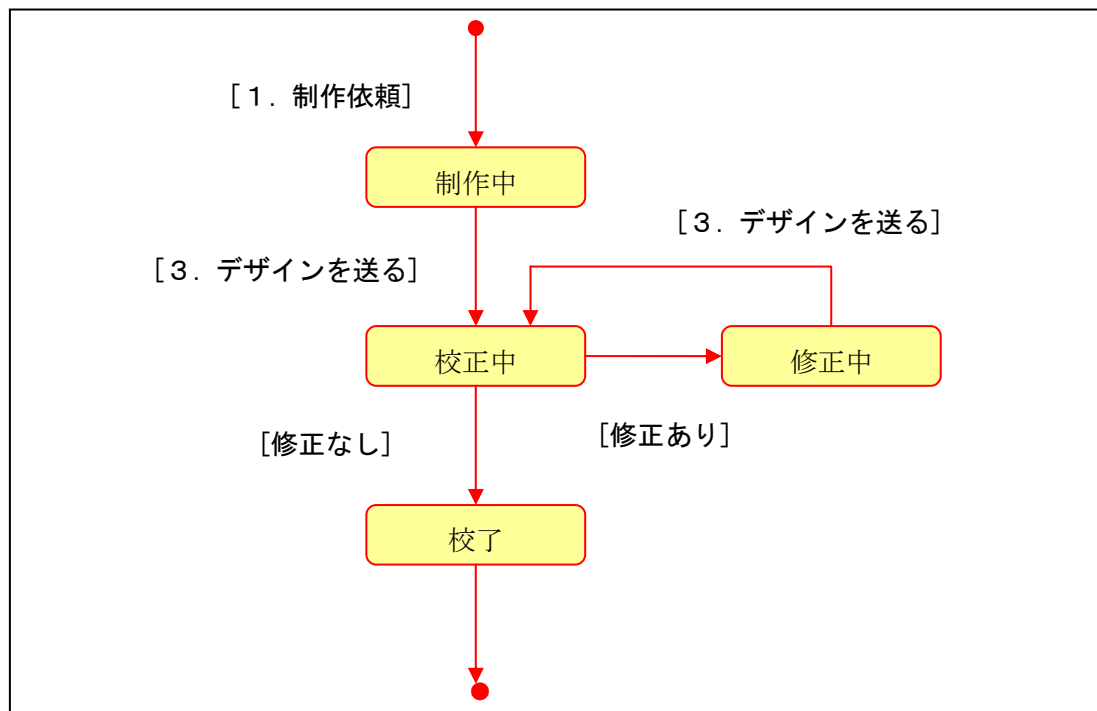 [１. 制作依頼]
制作中
[３. デザインを送る]
[３. デザインを送る]
校正中
修正中
[修正なし]
[修正あり]
校了